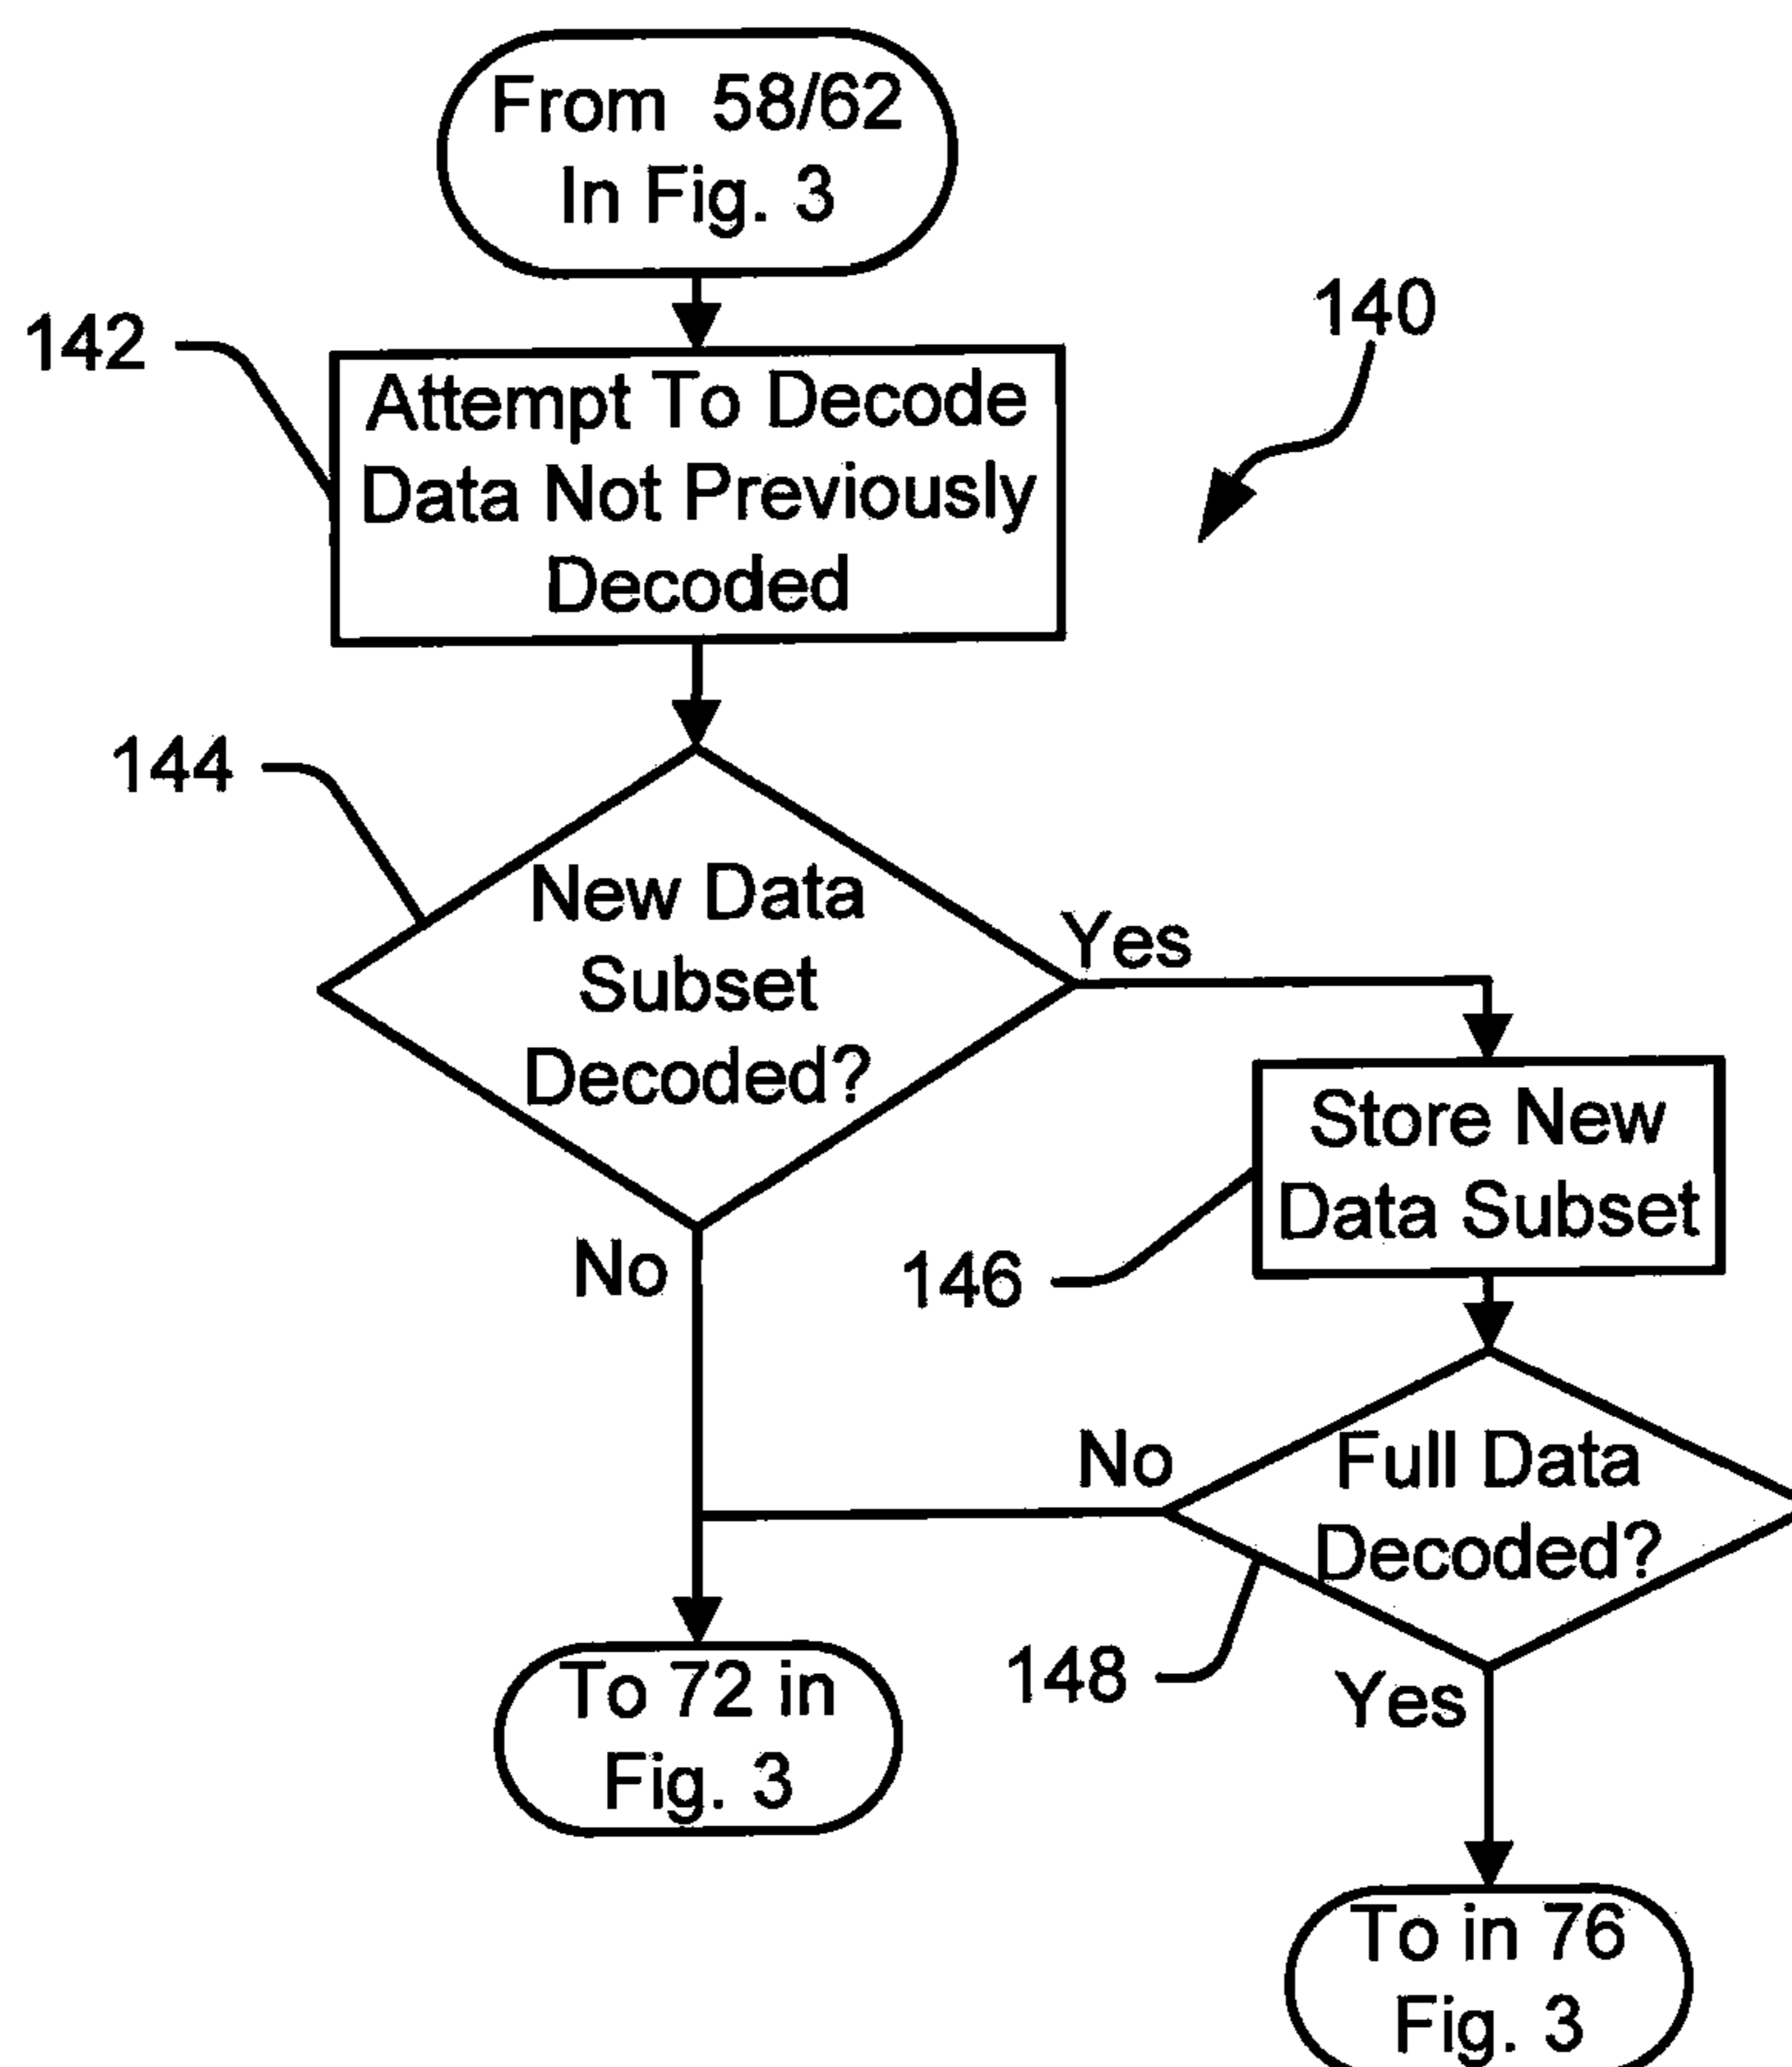 From 58/62
In Fig. 3
140
142
Attempt To Decode
Data Not Previously
Decoded
144
New Data
Subset
Decoded?
Yes
No
Store New
Data Subset
146
No
Full Data
Decoded?
148
Yes
To 72 in
Fig. 3
To in 76
Fig. 3